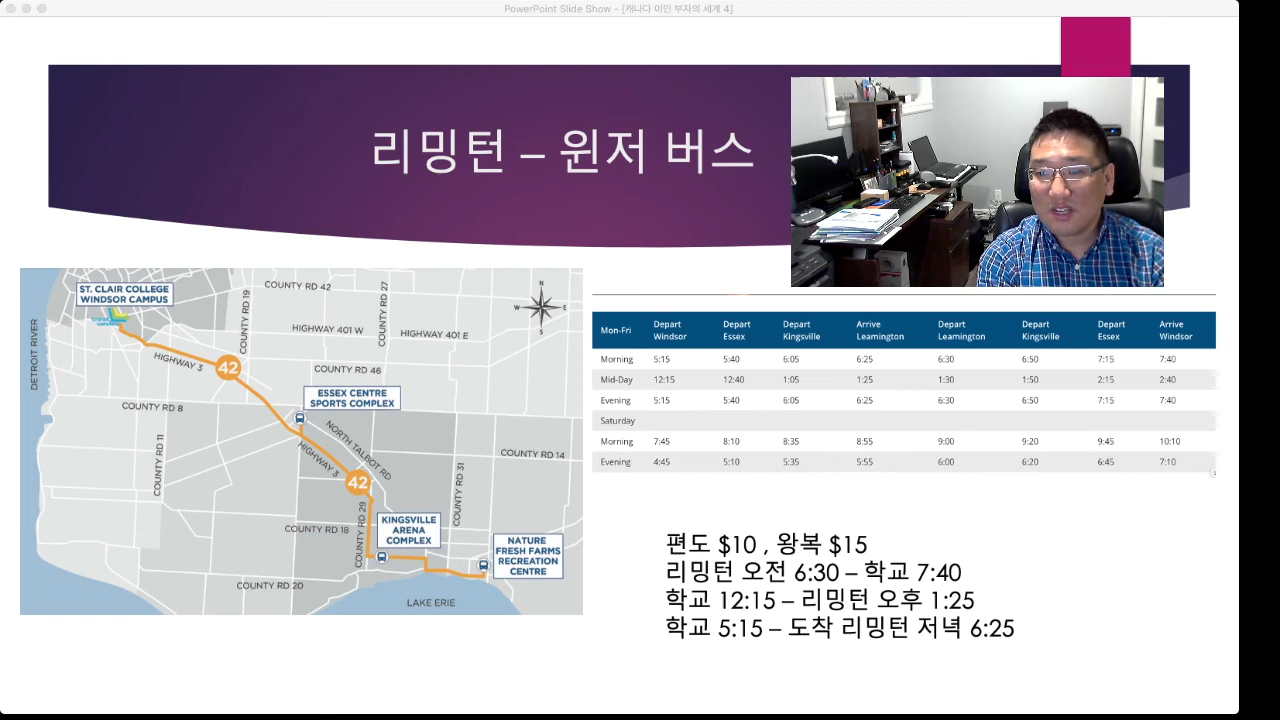 PowerPoint Slide Show - [캐나다 이민 부자의 세계 4]
리밍턴 – 윈저 버스
ST. CLAIR COLLEGE
WINDSOR CAMPUS
DETROIT RIVER
COUNTY RD 19
COUNTY RD 42
COUNTY RD 27
HIGHWAY 401 W
HIGHWAY 401 E
N
W E
S
HIGHWAY 3
42
COUNTY RD 46
ESSEX CENTRE
SPORTS COMPLEX
COUNTY RD 8
COUNTY RD 11
NORTH TALBOT RD
HIGHWAY 3
COUNTY RD 14
COUNTY RD 31
42
COUNTY RD 29
COUNTY RD 18
KINGSVILLE
ARENA
COMPLEX
NATURE
FRESH FARMS
RECREATION
CENTRE
COUNTY RD 20
LAKE ERIE
Mon-Fri Depart Windsor Depart Essex Depart Kingsville Arrive Leamington Depart Leamington Depart Kingsville Depart Essex Arrive Windsor
Morning 5:15 5:40 6:05 6:25 6:30 6:50 7:15 7:40
Mid-Day 12:15 12:40 1:05 1:25 1:30 1:50 2:15 2:40
Evening 5:15 5:40 6:05 6:25 6:30 6:50 7:15 7:40
Saturday
Morning 7:45 8:10 8:35 8:55 9:00 9:20 9:45 10:10
Evening 4:45 5:10 5:35 5:55 6:00 6:20 6:45 7:10
편도 $10 , 왕복 $15
리밍턴 오전 6:30 – 학교 7:40
학교 12:15 – 리밍턴 오후 1:25
학교 5:15 – 도착 리밍턴 저녁 6:25